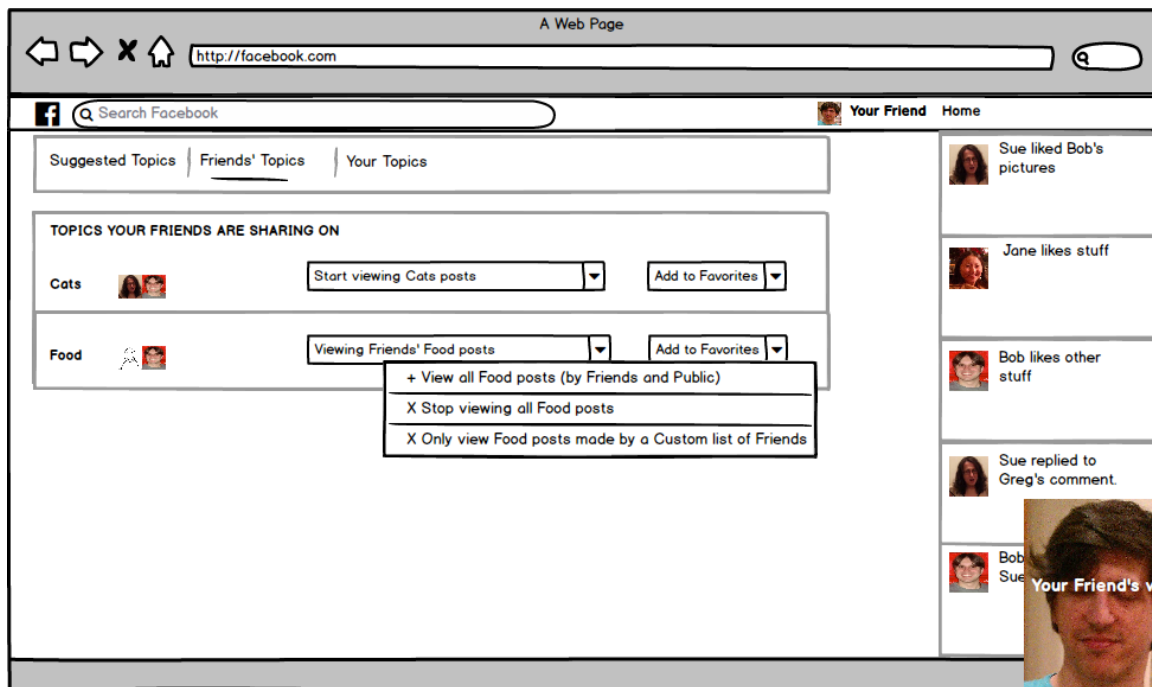 A Web Page
http://facebook.com
Search Facebook
Your Friend Home
Suggested Topics Friends' Topics Your Topics
TOPICS YOUR FRIENDS ARE SHARING ON
Cats Start viewing Cats posts Add to Favorites
Food Viewing Friends' Food posts Add to Favorites
+ View all Food posts (by Friends and Public)
X Stop viewing all Food posts
X Only view Food posts made by a Custom list of Friends
Sue liked Bob's
pictures
Jane likes stuff
Bob likes other
stuff
Sue replied to
Greg's comment.
Bob
Sue
Your Friend's